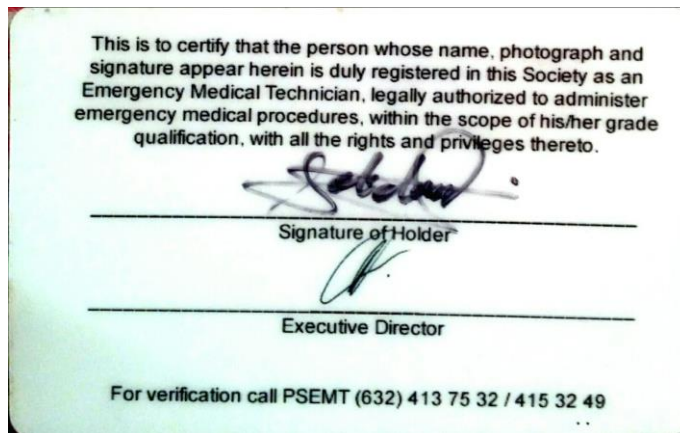 This is to certify that the person whose name, photograph and
signature appear herein is duly registered in this Society as an
Emergency Medical Technician, legally authorized to administer
emergency medical procedures, within the scope of his/her grade
qualification, with all the rights and privileges thereto.
Signature of Holder
Executive Director
For verification call PSEMT (632) 413 75 32 / 415 32 49